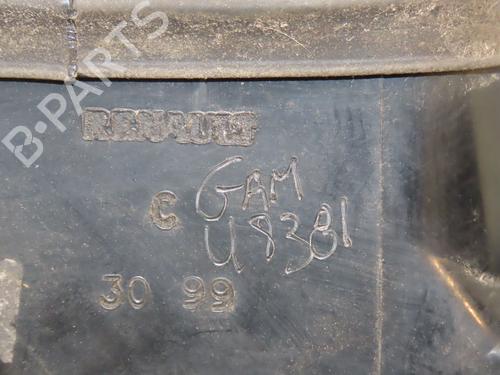 B-PARTS
RENAULT
C GAM
U8381
30 99